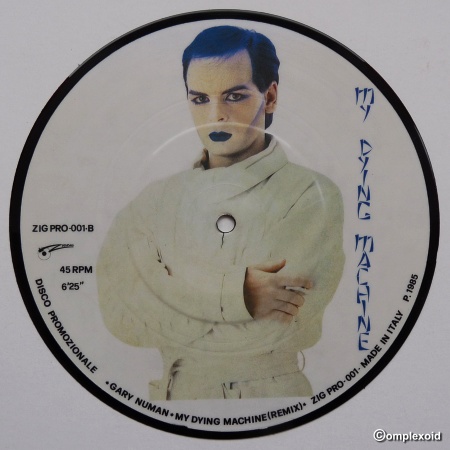 MY DYING MACHINE
ZIG PRO-001-B
45 RPM
6'25"
DISCO PROMOZIONALE
•GARY NUMAN•MY DYING MACHINE(REMIX)• ZIG PRO-001-MADE IN ITALY P.1985
©omplexoid